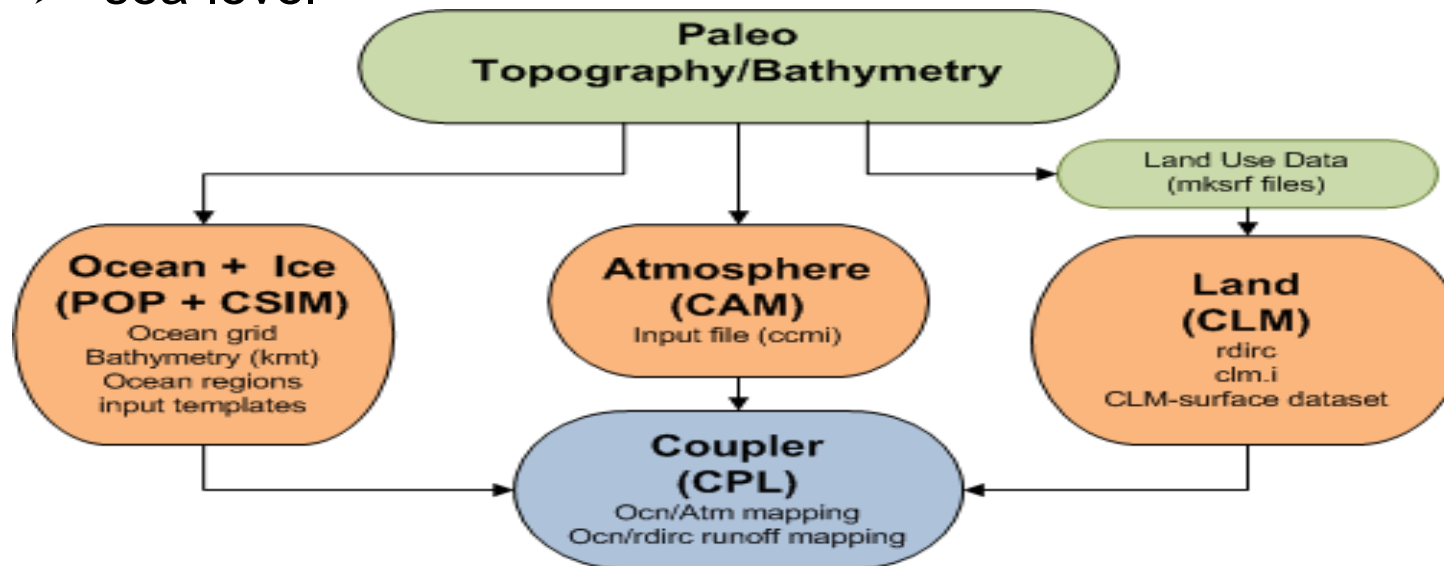 sea-level
Paleo
Topography/Bathymetry
Land Use Data
(mksrf files)
Ocean + Ice
(POP + CSIM)
Ocean grid
Bathymetry (kmt)
Ocean regions
input templates
Atmosphere
(CAM)
Input file (ccmi)
Land
(CLM)
rdirc
clm.i
CLM-surface dataset
Coupler
(CPL)
Ocn/Atm mapping
Ocn/rdirc runoff mapping